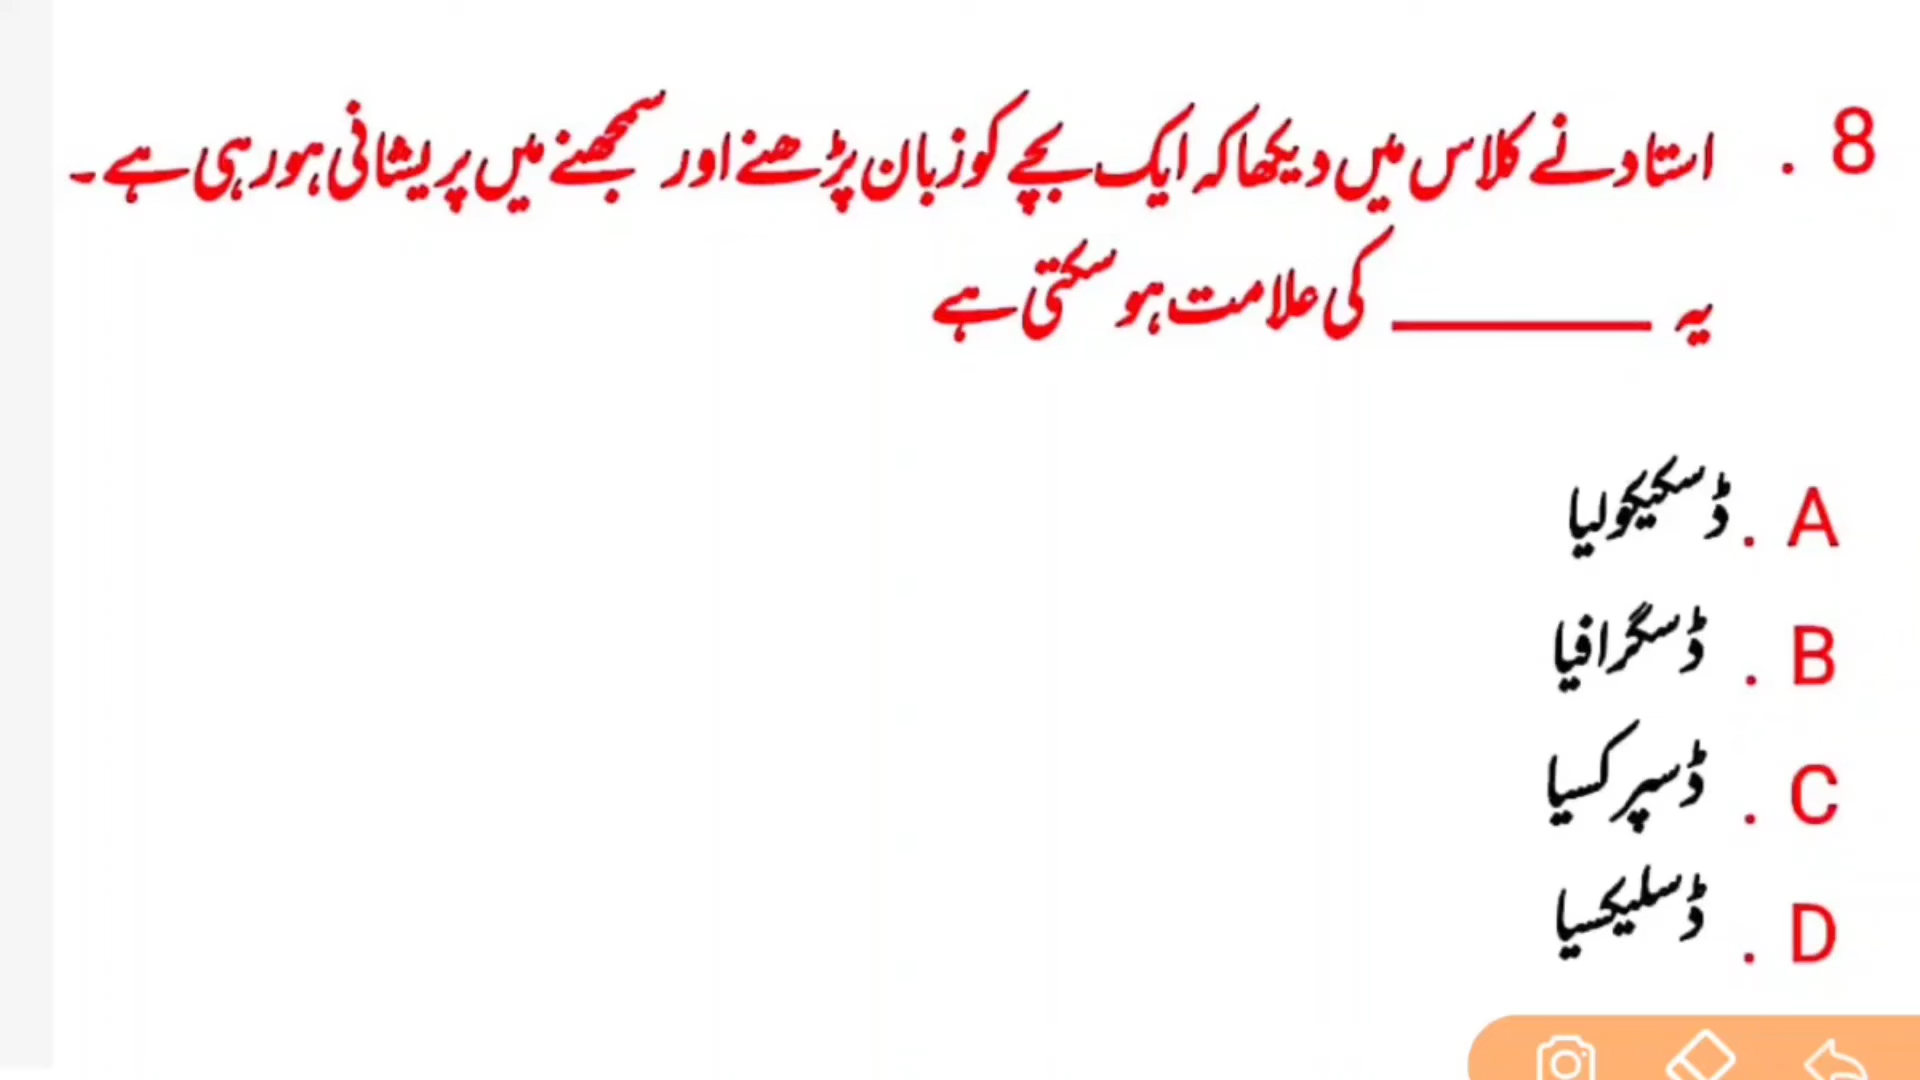 8 . استاد نے کلاس میں دیکھا کہ ایک بچے کو زبان پڑھنے اور سمجھنے میں پریشانی ہو رہی ہے۔
یہ ________ کی علامت ہو سکتی ہے
A . ڈسکیکولیا
B . ڈسگرافیا
C . ڈسپرکسیا
D . ڈسلیکسیا